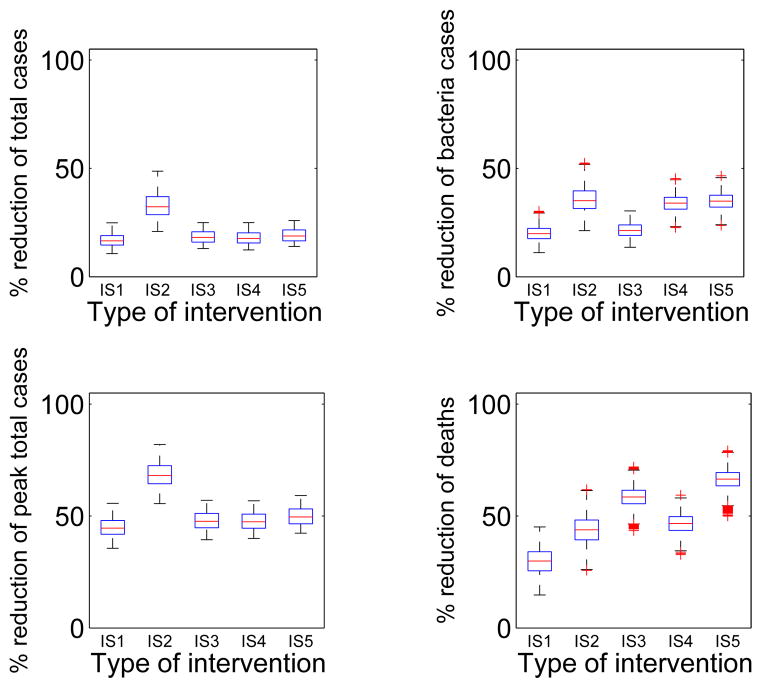 % reduction of total cases
100
50
0
IS1 IS2 IS3 IS4 IS5
Type of intervention
% reduction of bacteria cases
100
50
0
IS1 IS2 IS3 IS4 IS5
Type of intervention
% reduction of peak total cases
100
50
0
IS1 IS2 IS3 IS4 IS5
Type of intervention
% reduction of deaths
100
50
0
IS1 IS2 IS3 IS4 IS5
Type of intervention